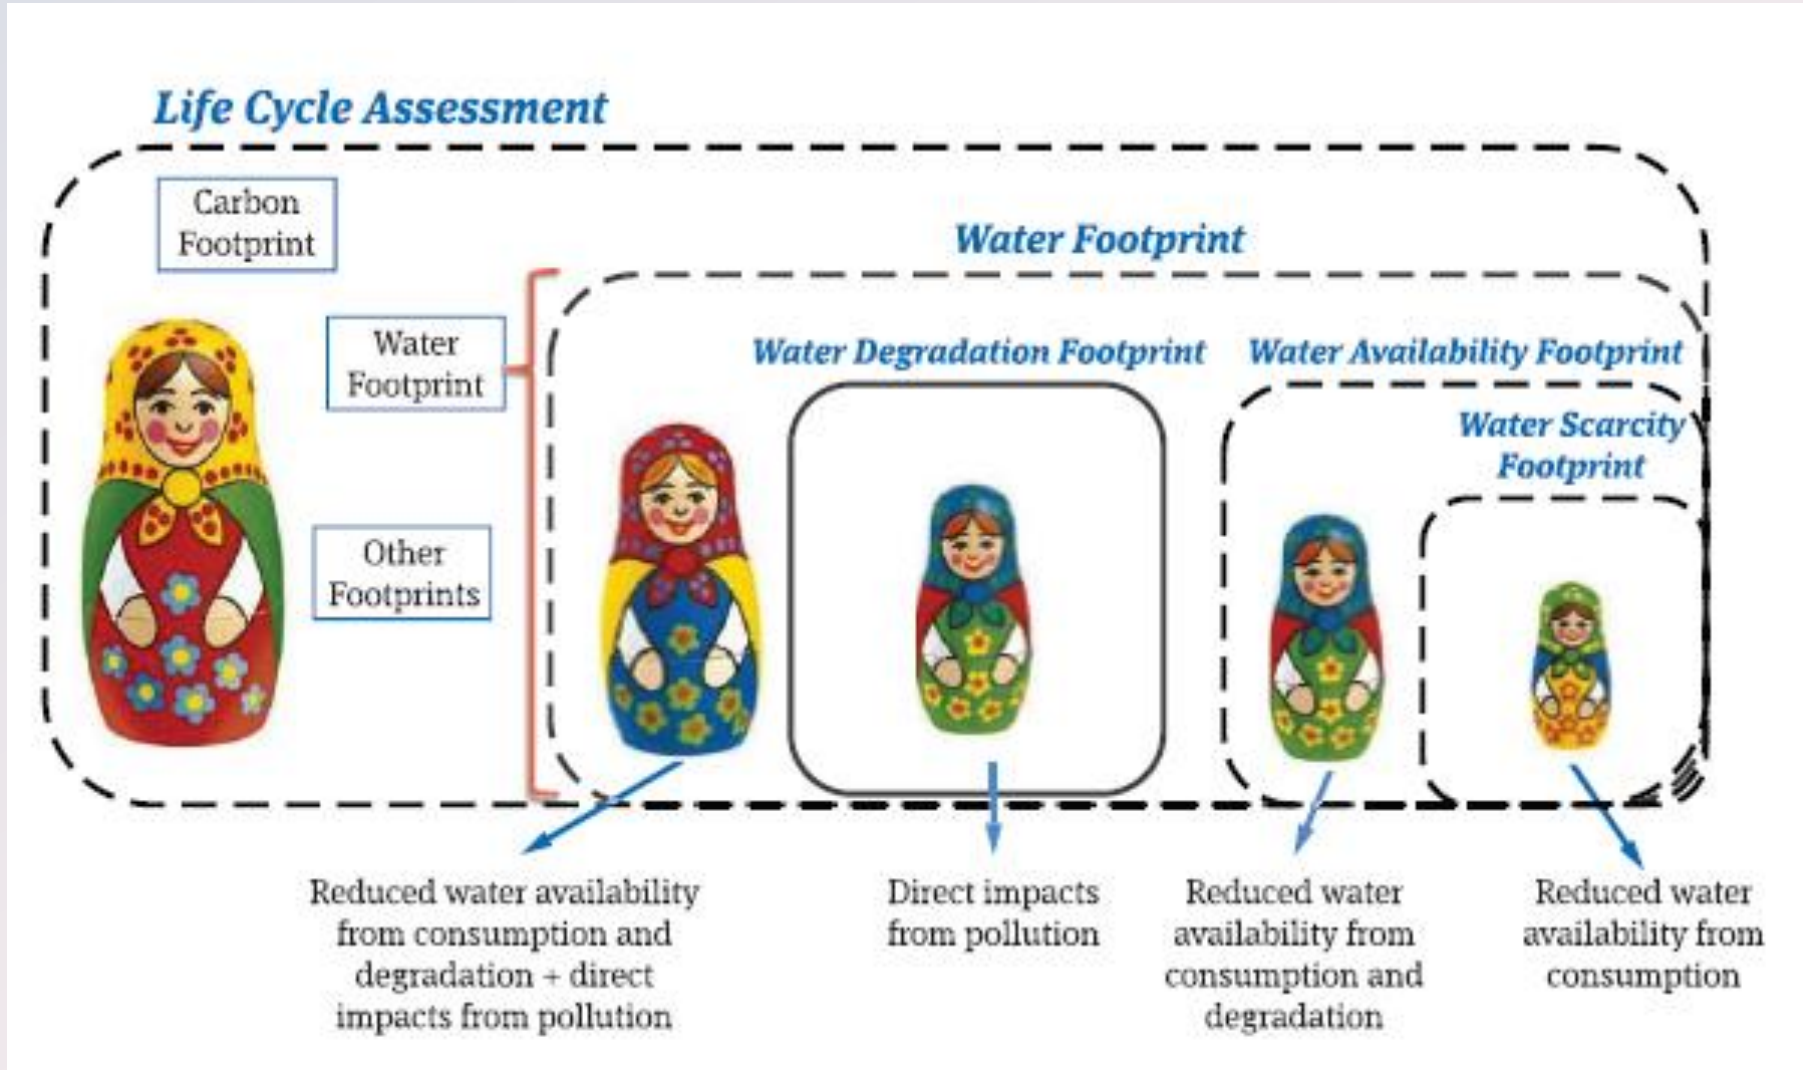 Life Cycle Assessment
Carbon
Footprint
Water Footprint
Water
Footprint
Water Degradation Footprint
Water Availability Footprint
Water Scarcity
Footprint
Other
Footprints
Reduced water availability
from consumption and
degradation + direct
impacts from pollution
Direct impacts
from pollution
Reduced water
availability from
consumption and
degradation
Reduced water
availability from
consumption